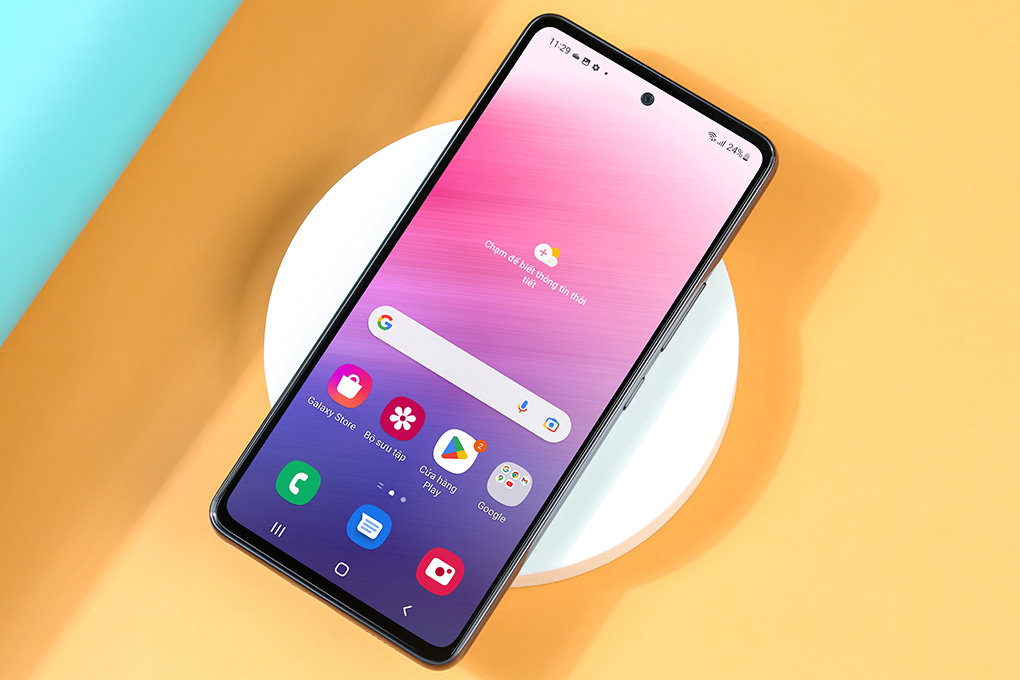 11:29
24%
Chạm để biết thông tin thời
tiết
Galaxy Store
Bộ sưu tập
Cửa hàng
Play
2
Google